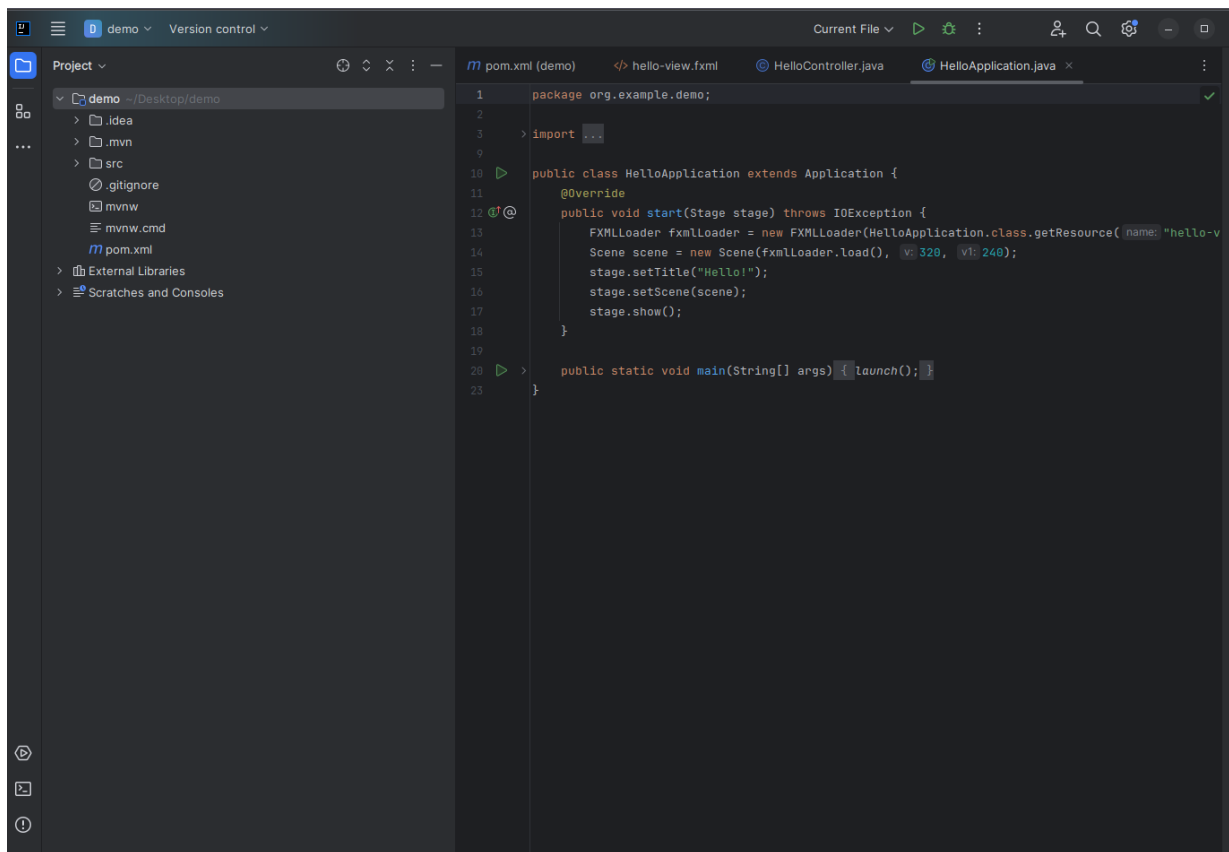 D demo Version control Current File
Project
pom.xml (demo) hello-view.fxml HelloController.java HelloApplication.java
demo ~/Desktop/demo
.idea
.mvn
src
.gitignore
mvnw
mvnw.cmd
pom.xml
External Libraries
Scratches and Consoles
1 package org.example.demo;
2
3 import ...
9
10 public class HelloApplication extends Application {
11 @Override
12 public void start(Stage stage) throws IOException {
13 FXMLLoader fxmlLoader = new FXMLLoader(HelloApplication.class.getResource( name: "hello-v
14 Scene scene = new Scene(fxmlLoader.load(), v: 320, v1: 240);
15 stage.setTitle("Hello!");
16 stage.setScene(scene);
17 stage.show();
18 }
19
20 public static void main(String[] args) { launch(); }
23 }